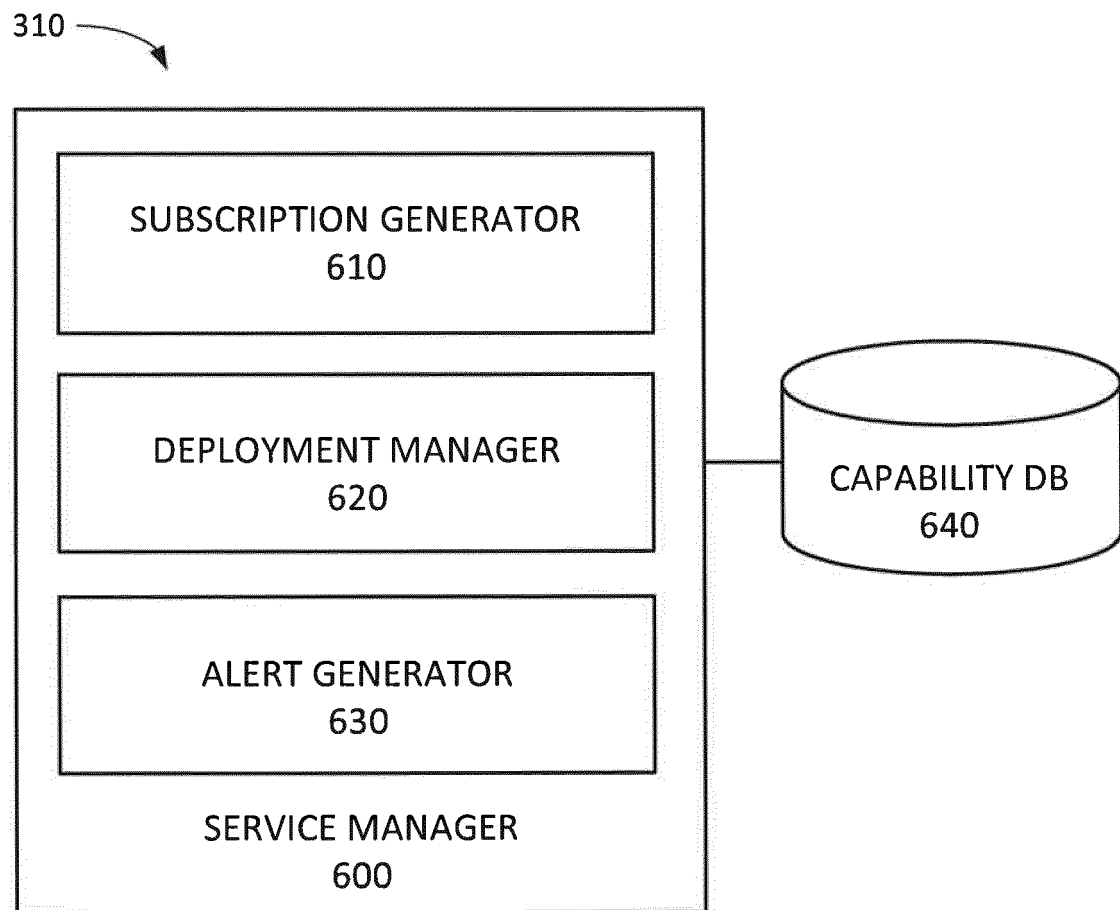 310
SUBSCRIPTION GENERATOR
610
DEPLOYMENT MANAGER
620
CAPABILITY DB
640
ALERT GENERATOR
630
SERVICE MANAGER
600